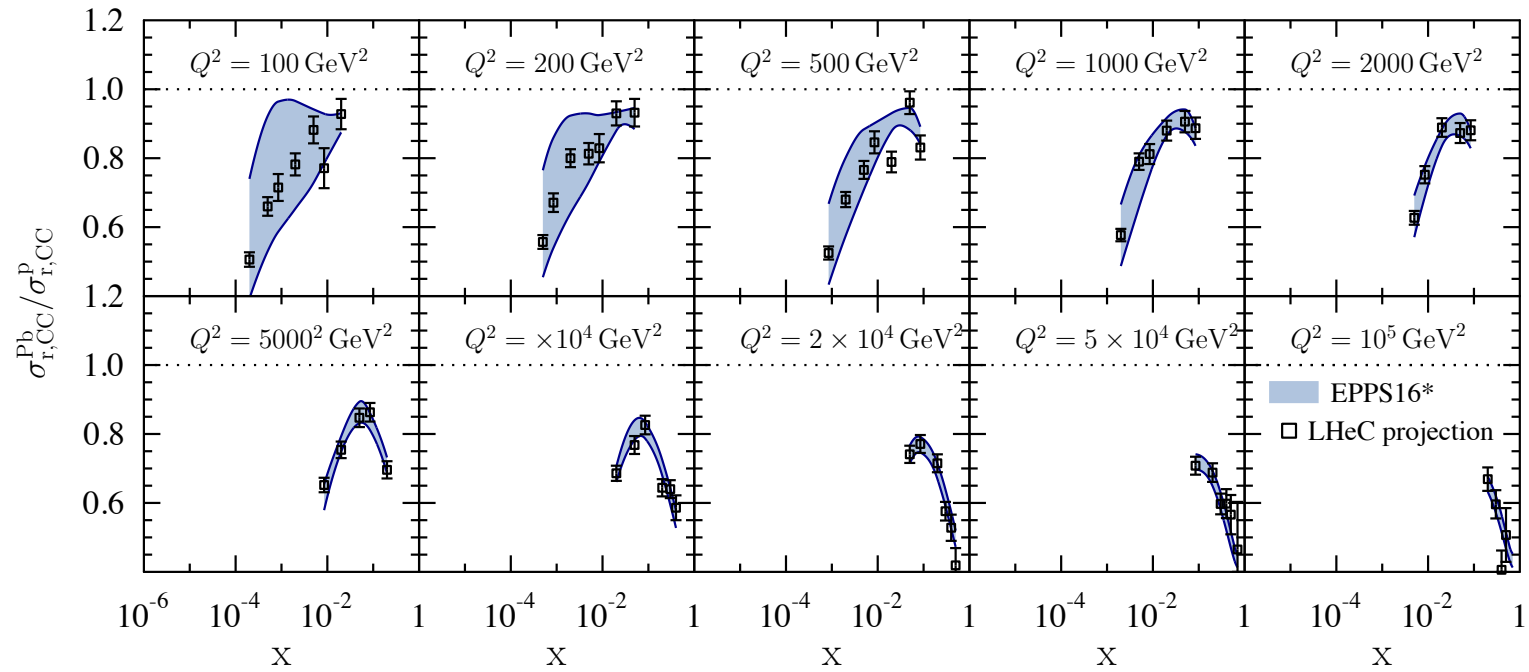 1.2
Q² = 100 GeV²
Q² = 200 GeV²
Q² = 500 GeV²
Q² = 1000 GeV²
Q² = 2000 GeV²
1.0
0.8
0.6
σ^Pb_r,CC/σ^p_r,CC
1.2
Q² = 5000² GeV²
Q² = ×10⁴ GeV²
Q² = 2 × 10⁴ GeV²
Q² = 5 × 10⁴ GeV²
Q² = 10⁵ GeV²
1.0
EPPS16*
0.8
LHeC projection
0.6
10⁻⁶ 10⁻⁴ 10⁻² 1 10⁻⁴ 10⁻² 1 10⁻⁴ 10⁻² 1 10⁻⁴ 10⁻² 1 10⁻⁴ 10⁻² 1
x x x x x